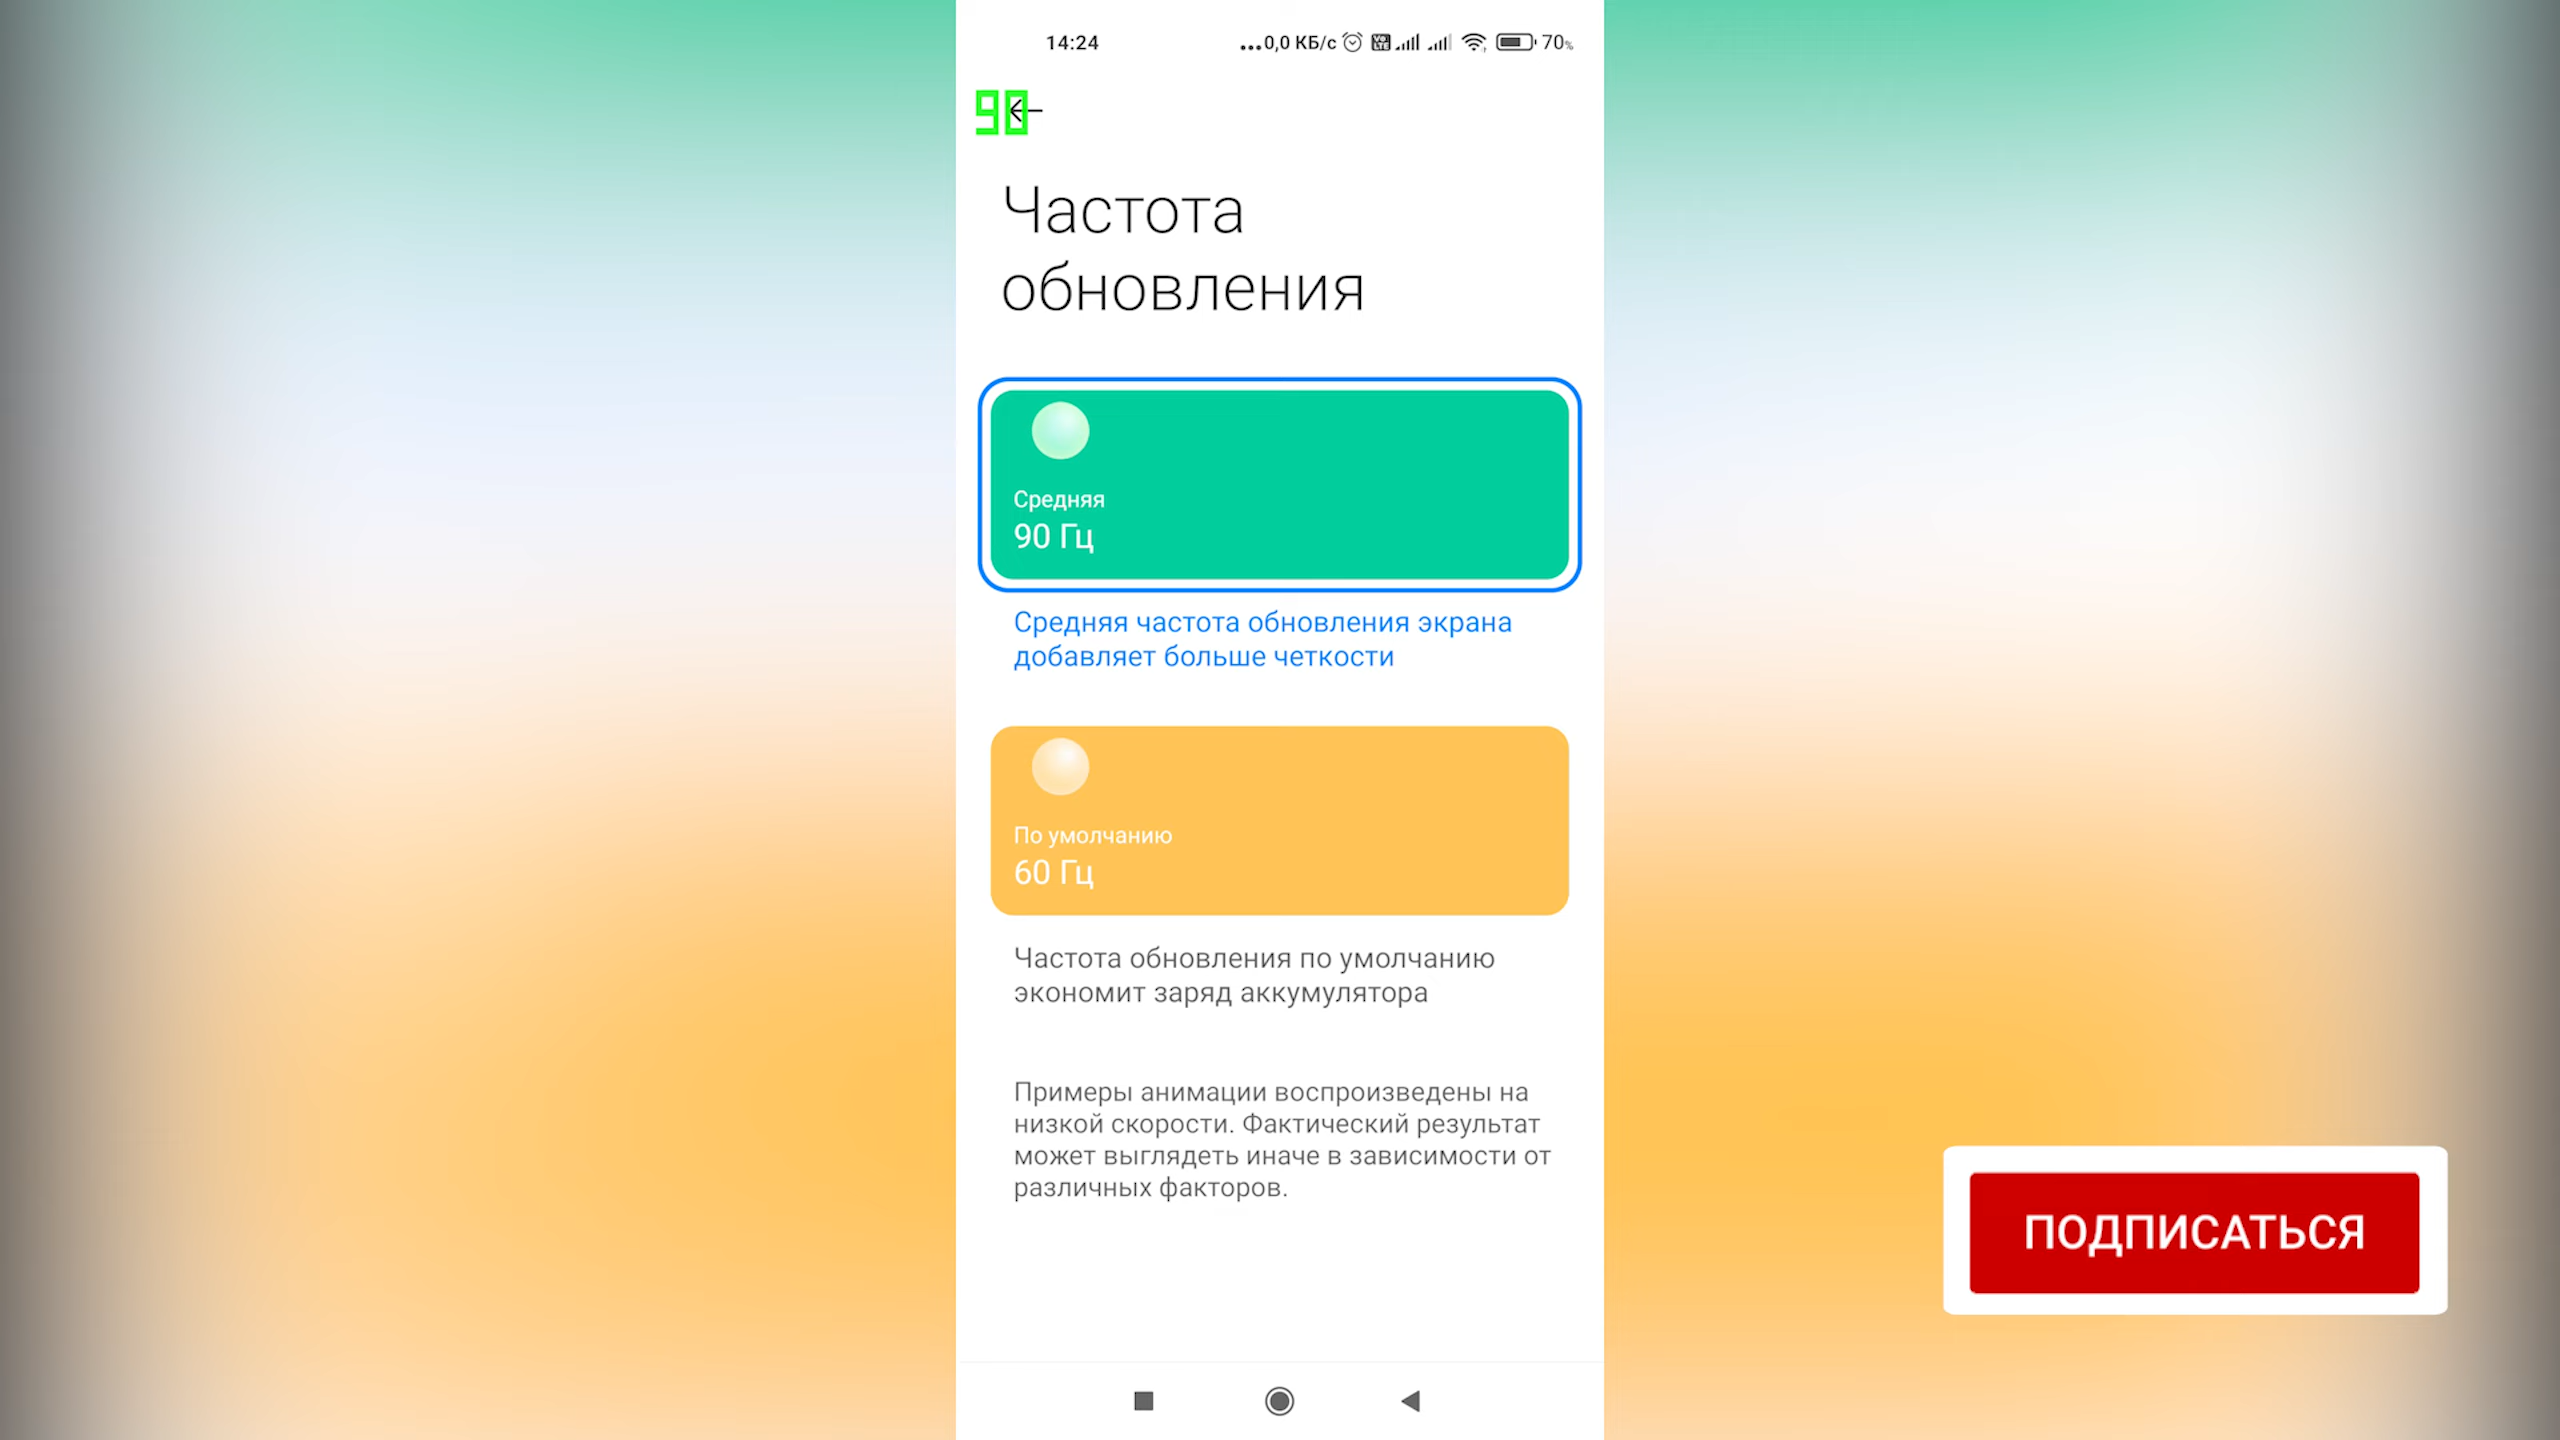 14:24
...0,0 КБ/с
Vo LTE
70%
90
Частота
обновления
Средняя
90 Гц
Средняя частота обновления экрана
добавляет больше четкости
По умолчанию
60 Гц
Частота обновления по умолчанию
экономит заряд аккумулятора
Примеры анимации воспроизведены на
низкой скорости. Фактический результат
может выглядеть иначе в зависимости от
различных факторов.
ПОДПИСАТЬСЯ